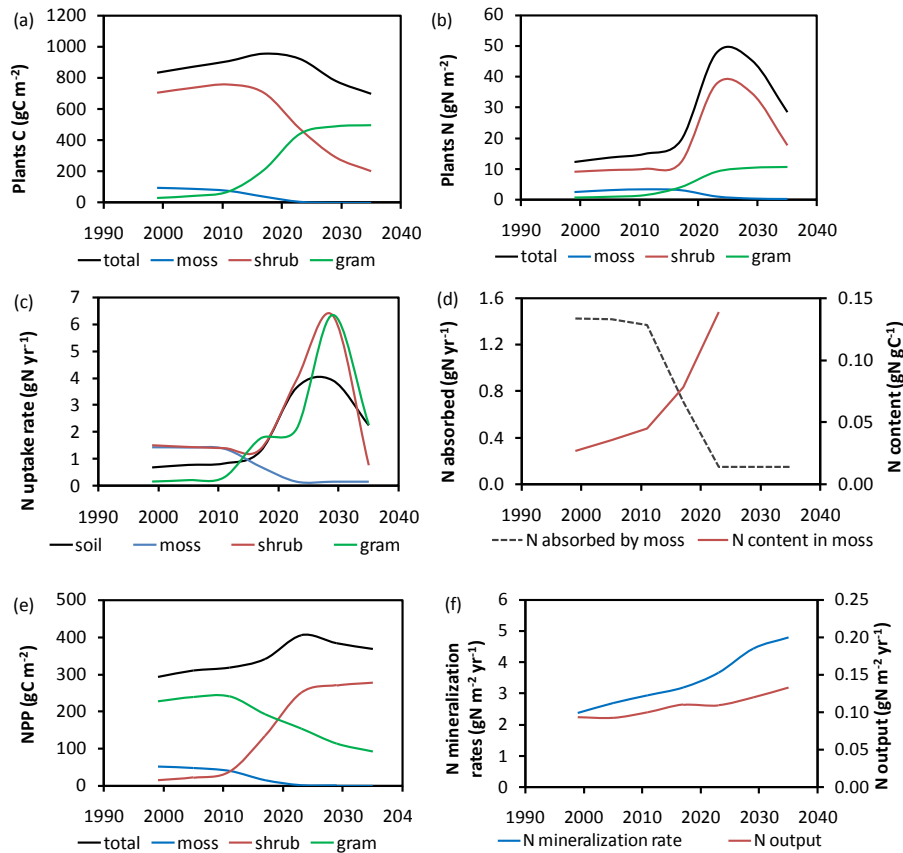 (a)
1200
1000
800
600
400
200
0
Plants C (gC m⁻²)
1990 2000 2010 2020 2030 2040
total moss shrub gram
(b)
60
50
40
30
20
10
0
Plants N (gN m⁻²)
1990 2000 2010 2020 2030 2040
total moss shrub gram
(c)
7
6
5
4
3
2
1
0
N uptake rate (gN yr⁻¹)
1990 2000 2010 2020 2030 2040
soil moss shrub gram
(d)
1.6
1.2
0.8
0.4
0.0
N absorbed (gN yr⁻¹)
0.15
0.10
0.05
0.00
N content (gN gC⁻¹)
1990 2000 2010 2020 2030 2040
N absorbed by moss N content in moss
(e)
500
400
300
200
100
0
NPP (gC m⁻²)
1990 2000 2010 2020 2030 204
total moss shrub gram
(f)
6
5
4
3
2
1
0
N mineralization
rates (gN m⁻² yr⁻¹)
0.25
0.20
0.15
0.10
0.05
0.00
N output (gN m⁻² yr⁻¹)
1990 2000 2010 2020 2030 2040
N mineralization rate N output